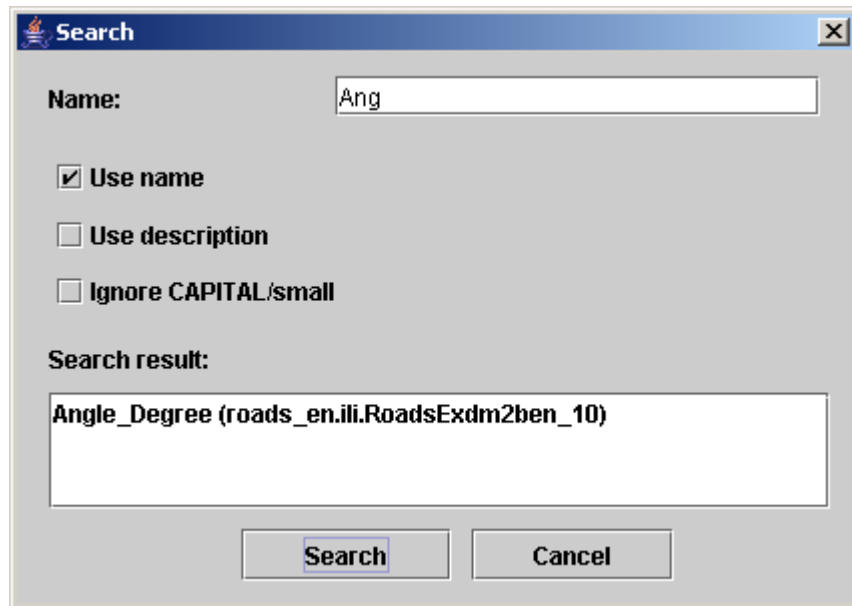 Search
Name: Ang
Use name
Use description
Ignore CAPITAL/small
Search result:
Angle_Degree (roads_en.ili.RoadsExdm2ben_10)
Search Cancel